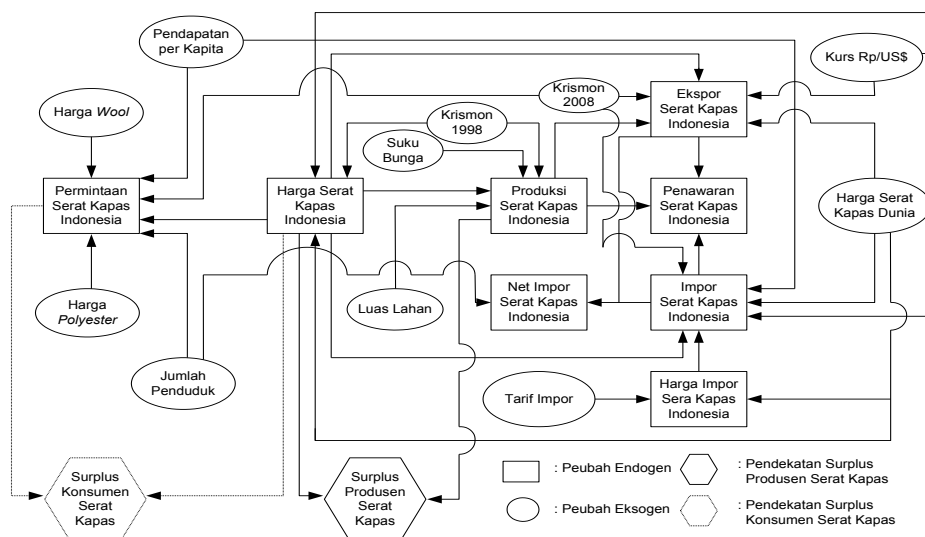 Pendapatan
per Kapita
Kurs Rp/US$
Harga Wool
Krismon
2008
Ekspor
Serat Kapas
Indonesia
Krismon
1998
Suku
Bunga
Permintaan
Serat Kapas
Indonesia
Harga Serat
Kapas
Indonesia
Produksi
Serat Kapas
Indonesia
Penawaran
Serat Kapas
Indonesia
Harga Serat
Kapas Dunia
Harga
Polyester
Luas Lahan
Net Impor
Serat Kapas
Indonesia
Impor
Serat Kapas
Indonesia
Jumlah
Penduduk
Tarif Impor
Harga Impor
Sera Kapas
Indonesia
Surplus
Konsumen
Serat
Kapas
Surplus
Produsen
Serat
Kapas
: Peubah Endogen
: Pendekatan Surplus
Produsen Serat Kapas
: Peubah Eksogen
: Pendekatan Surplus
Konsumen Serat Kapas